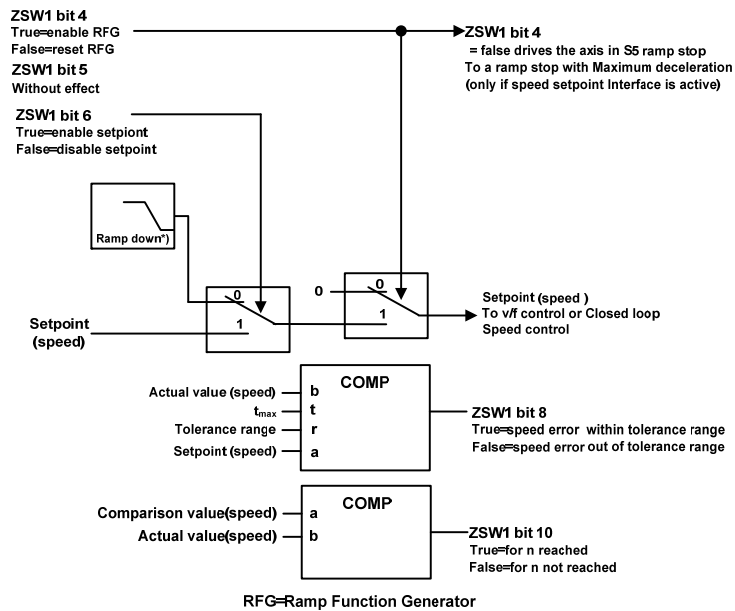 ZSW1 bit 4
True=enable RFG
False=reset RFG
ZSW1 bit 5
Without effect
ZSW1 bit 6
True=enable setpiont
False=disable setpoint
ZSW1 bit 4
= false drives the axis in S5 ramp stop
To a ramp stop with Maximum deceleration
(only if speed setpoint Interface is active)
Ramp down*)
0
1
Setpoint
(speed)
0
0
1
Setpoint (speed )
To v/f control or Closed loop
Speed control
COMP
Actual value (speed)
b
tmax
t
Tolerance range
r
Setpoint (speed)
a
ZSW1 bit 8
True=speed error within tolerance range
False=speed error out of tolerance range
COMP
Comparison value(speed)
a
Actual value(speed)
b
ZSW1 bit 10
True=for n reached
False=for n not reached
RFG=Ramp Function Generator